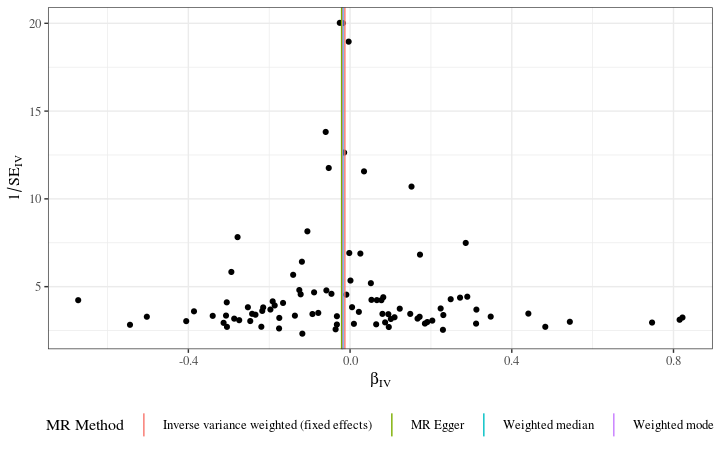 20
15
10
5
1/SE_IV
-0.4 0.0 0.4 0.8
β_IV
MR Method Inverse variance weighted (fixed effects) MR Egger Weighted median Weighted mode